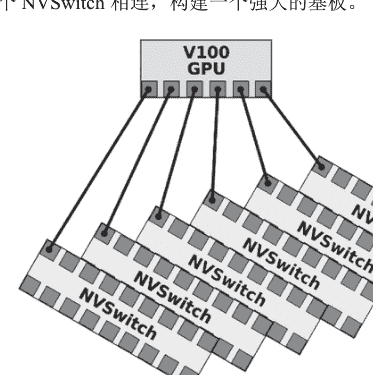 个 NVSwitch 相连，构建一个强大的基板。
V100
GPU
NVSwitch
NVSwitch
NVSwitch
NVSwitch
NVSwitch